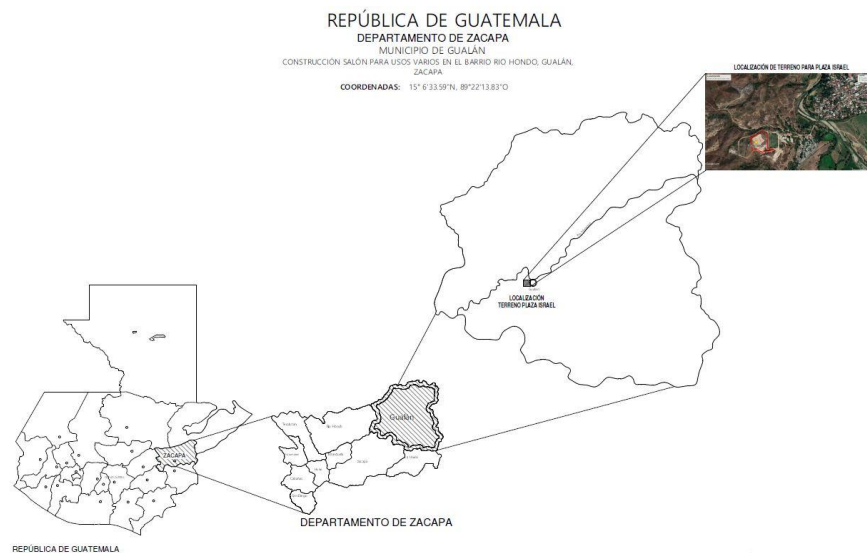 REPÚBLICA DE GUATEMALA
DEPARTAMENTO DE ZACAPA
MUNICIPIO DE GUALÁN
CONSTRUCCIÓN SALÓN PARA USOS VARIOS EN EL BARRIO RIO HONDO, GUALÁN,
ZACAPA
COORDENADAS: 15° 6'33.59"N, 89°22'13.83"O
LOCALIZACIÓN DE TERRENO PARA PLAZA ISRAEL
LOCALIZACIÓN
TERRENO PLAZA ISRAEL
Gualán
ZACAPA
DEPARTAMENTO DE ZACAPA
REPÚBLICA DE GUATEMALA